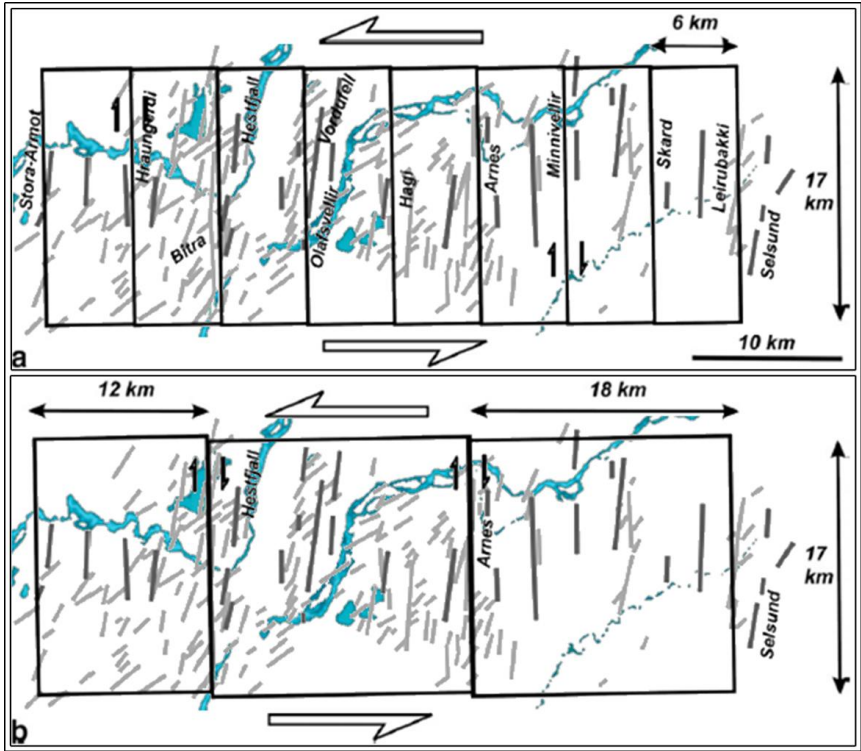 6 km
Stora-Armot
Hraungerdi
Hestfjall
Vordufell
Bitra
Olafsvellir
Hagi
Arnes
Minnivellir
Skard
Leirubakki
Selsund
17
km
a
10 km
12 km
18 km
Hestfjall
Arnes
17
km
Selsund
b